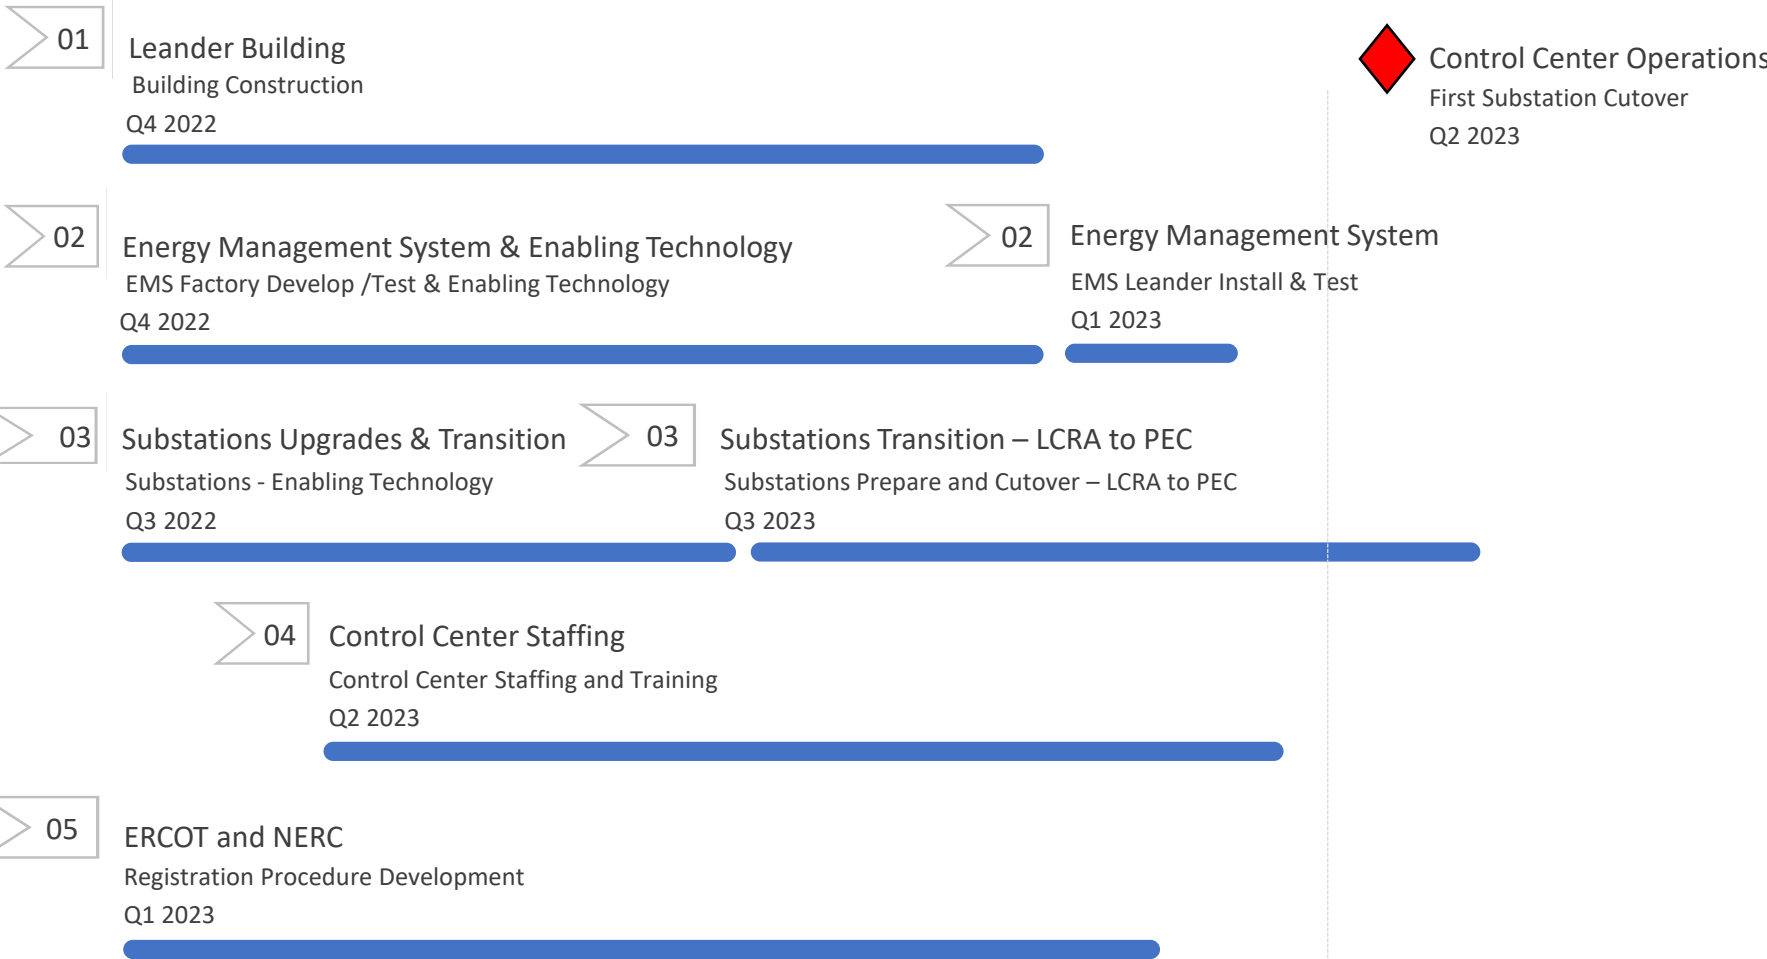 01
Leander Building
Building Construction
Q4 2022
Control Center Operations
First Substation Cutover
Q2 2023
02
Energy Management System & Enabling Technology
EMS Factory Develop /Test & Enabling Technology
Q4 2022
02
Energy Management System
EMS Leander Install & Test
Q1 2023
03
Substations Upgrades & Transition
Substations - Enabling Technology
Q3 2022
03
Substations Transition – LCRA to PEC
Substations Prepare and Cutover – LCRA to PEC
Q3 2023
04
Control Center Staffing
Control Center Staffing and Training
Q2 2023
05
ERCOT and NERC
Registration Procedure Development
Q1 2023